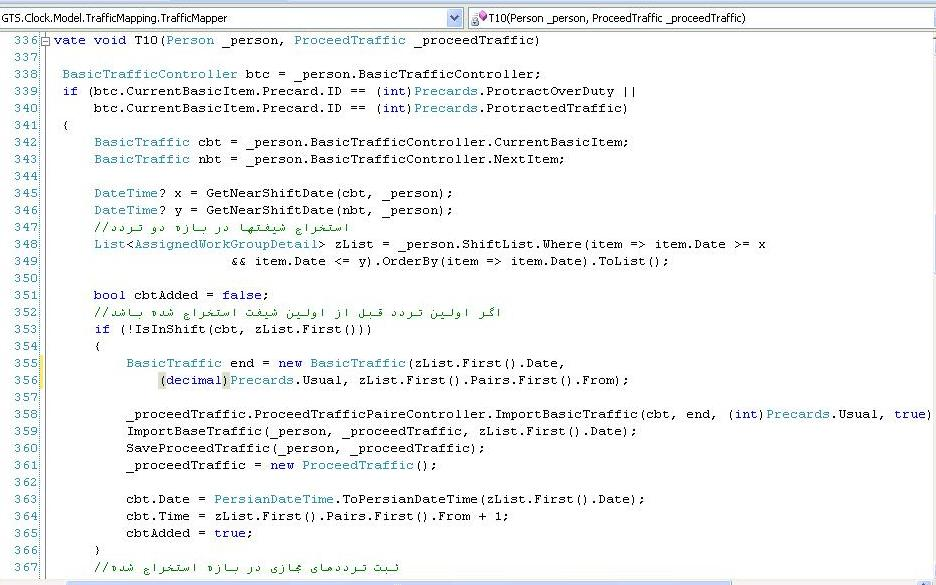 GTS.Clock.Model.TrafficMapping.TrafficMapper
T10(Person _person, ProceedTraffic _proceedTraffic)
336 vate void T10(Person _person, ProceedTraffic _proceedTraffic)
337
338 BasicTrafficController btc = _person.BasicTrafficController;
339 if (btc.CurrentBasicItem.Precard.ID == (int)Precards.ProtractOverDuty ||
340 btc.CurrentBasicItem.Precard.ID == (int)Precards.ProtractedTraffic)
341 {
342 BasicTraffic cbt = _person.BasicTrafficController.CurrentBasicItem;
343 BasicTraffic nbt = _person.BasicTrafficController.NextItem;
344
345 DateTime? x = GetNearShiftDate(cbt, _person);
346 DateTime? y = GetNearShiftDate(nbt, _person);
347 //استخراج شیفتها در بازه دو تردد
348 List<AssignedWorkGroupDetail> zList = _person.ShiftList.Where(item => item.Date >= x
349 && item.Date <= y).OrderBy(item => item.Date).ToList();
350
351 bool cbtAdded = false;
352 //اگر اولین تردد قبل از اولین شیفت استخراج شده باشد
353 if (!IsInShift(cbt, zList.First()))
354 {
355 BasicTraffic end = new BasicTraffic(zList.First().Date,
356 (decimal)Precards.Usual, zList.First().Pairs.First().From);
357
358 _proceedTraffic.ProceedTrafficPaireController.ImportBasicTraffic(cbt, end, (int)Precards.Usual, true)
359 ImportBaseTraffic(_person, _proceedTraffic, zList.First().Date);
360 SaveProceedTraffic(_person, _proceedTraffic);
361 _proceedTraffic = new ProceedTraffic();
362
363 cbt.Date = PersianDateTime.ToPersianDateTime(zList.First().Date);
364 cbt.Time = zList.First().Pairs.First().From + 1;
365 cbtAdded = true;
366 }
367 //ثبت ترددهای مجازی در بازه استخراج شده